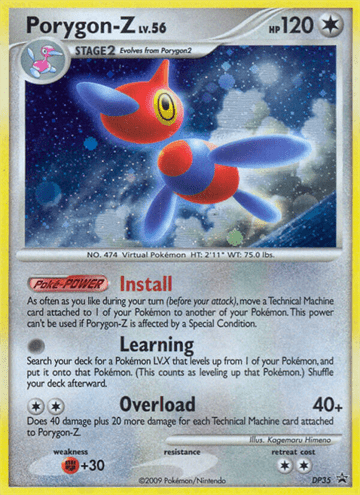 Porygon-Z LV.56 HP 120
STAGE2 Evolves from Porygon2
NO. 474 Virtual Pokémon HT: 2'11" WT: 75.0 lbs.
Poké-POWER Install
As often as you like during your turn (before your attack), move a Technical Machine
card attached to 1 of your Pokémon to another of your Pokémon. This power
can't be used if Porygon-Z is affected by a Special Condition.
Learning
Search your deck for a Pokémon LV.X that levels up from 1 of your Pokémon, and
put it onto that Pokémon. (This counts as leveling up that Pokémon.) Shuffle
your deck afterward.
Overload 40+
Does 40 damage plus 20 more for each Technical Machine card attached
to Porygon-Z.
Illus. Kagemaru Himeno
weakness resistance retreat cost
+30
©2009 Pokémon/Nintendo DP35